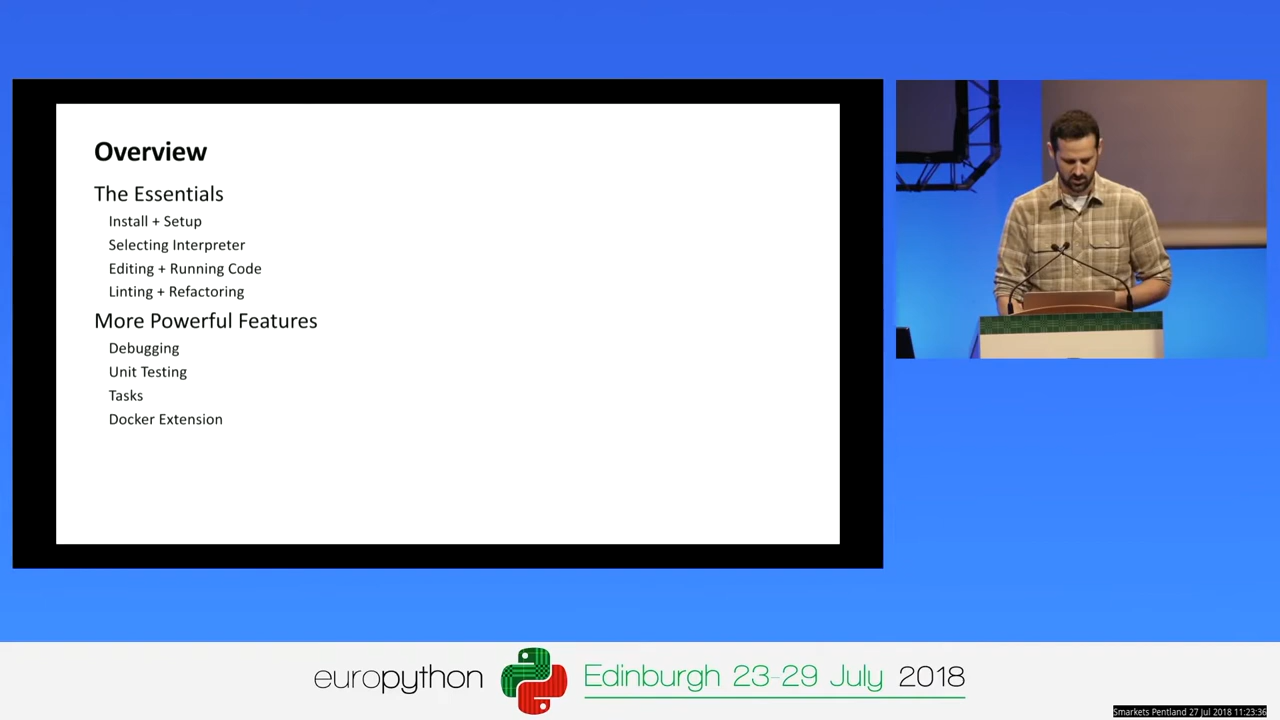 Overview
The Essentials
Install + Setup
Selecting Interpreter
Editing + Running Code
Linting + Refactoring
More Powerful Features
Debugging
Unit Testing
Tasks
Docker Extension
europython Edinburgh 23-29 July 2018
Smarkets Pentland 27 Jul 2018 11:23:36